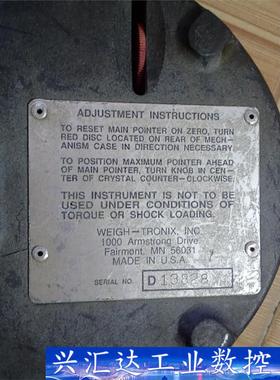 ADJUSTMENT INSTRUCTIONS
TO RESET MAIN POINTER ON ZERO, TURN
RED DISC LOCATED ON REAR OF MECH-
ANISM CASE IN DIRECTION NECESSARY.
TO POSITION MAXIMUM POINTER AHEAD
OF MAIN POINTER, TURN KNOB IN CEN-
TER OF CRYSTAL COUNTER-CLOCKWISE.
THIS INSTRUMENT IS NOT TO BE
USED UNDER CONDITIONS OF
TORQUE OR SHOCK LOADING.
WEIGH-TRONIX, INC.
1000 Armstrong Drive
Fairmont, MN 56031
MADE IN U.S.A.
SERIAL NO. D13828
兴汇达工业数控